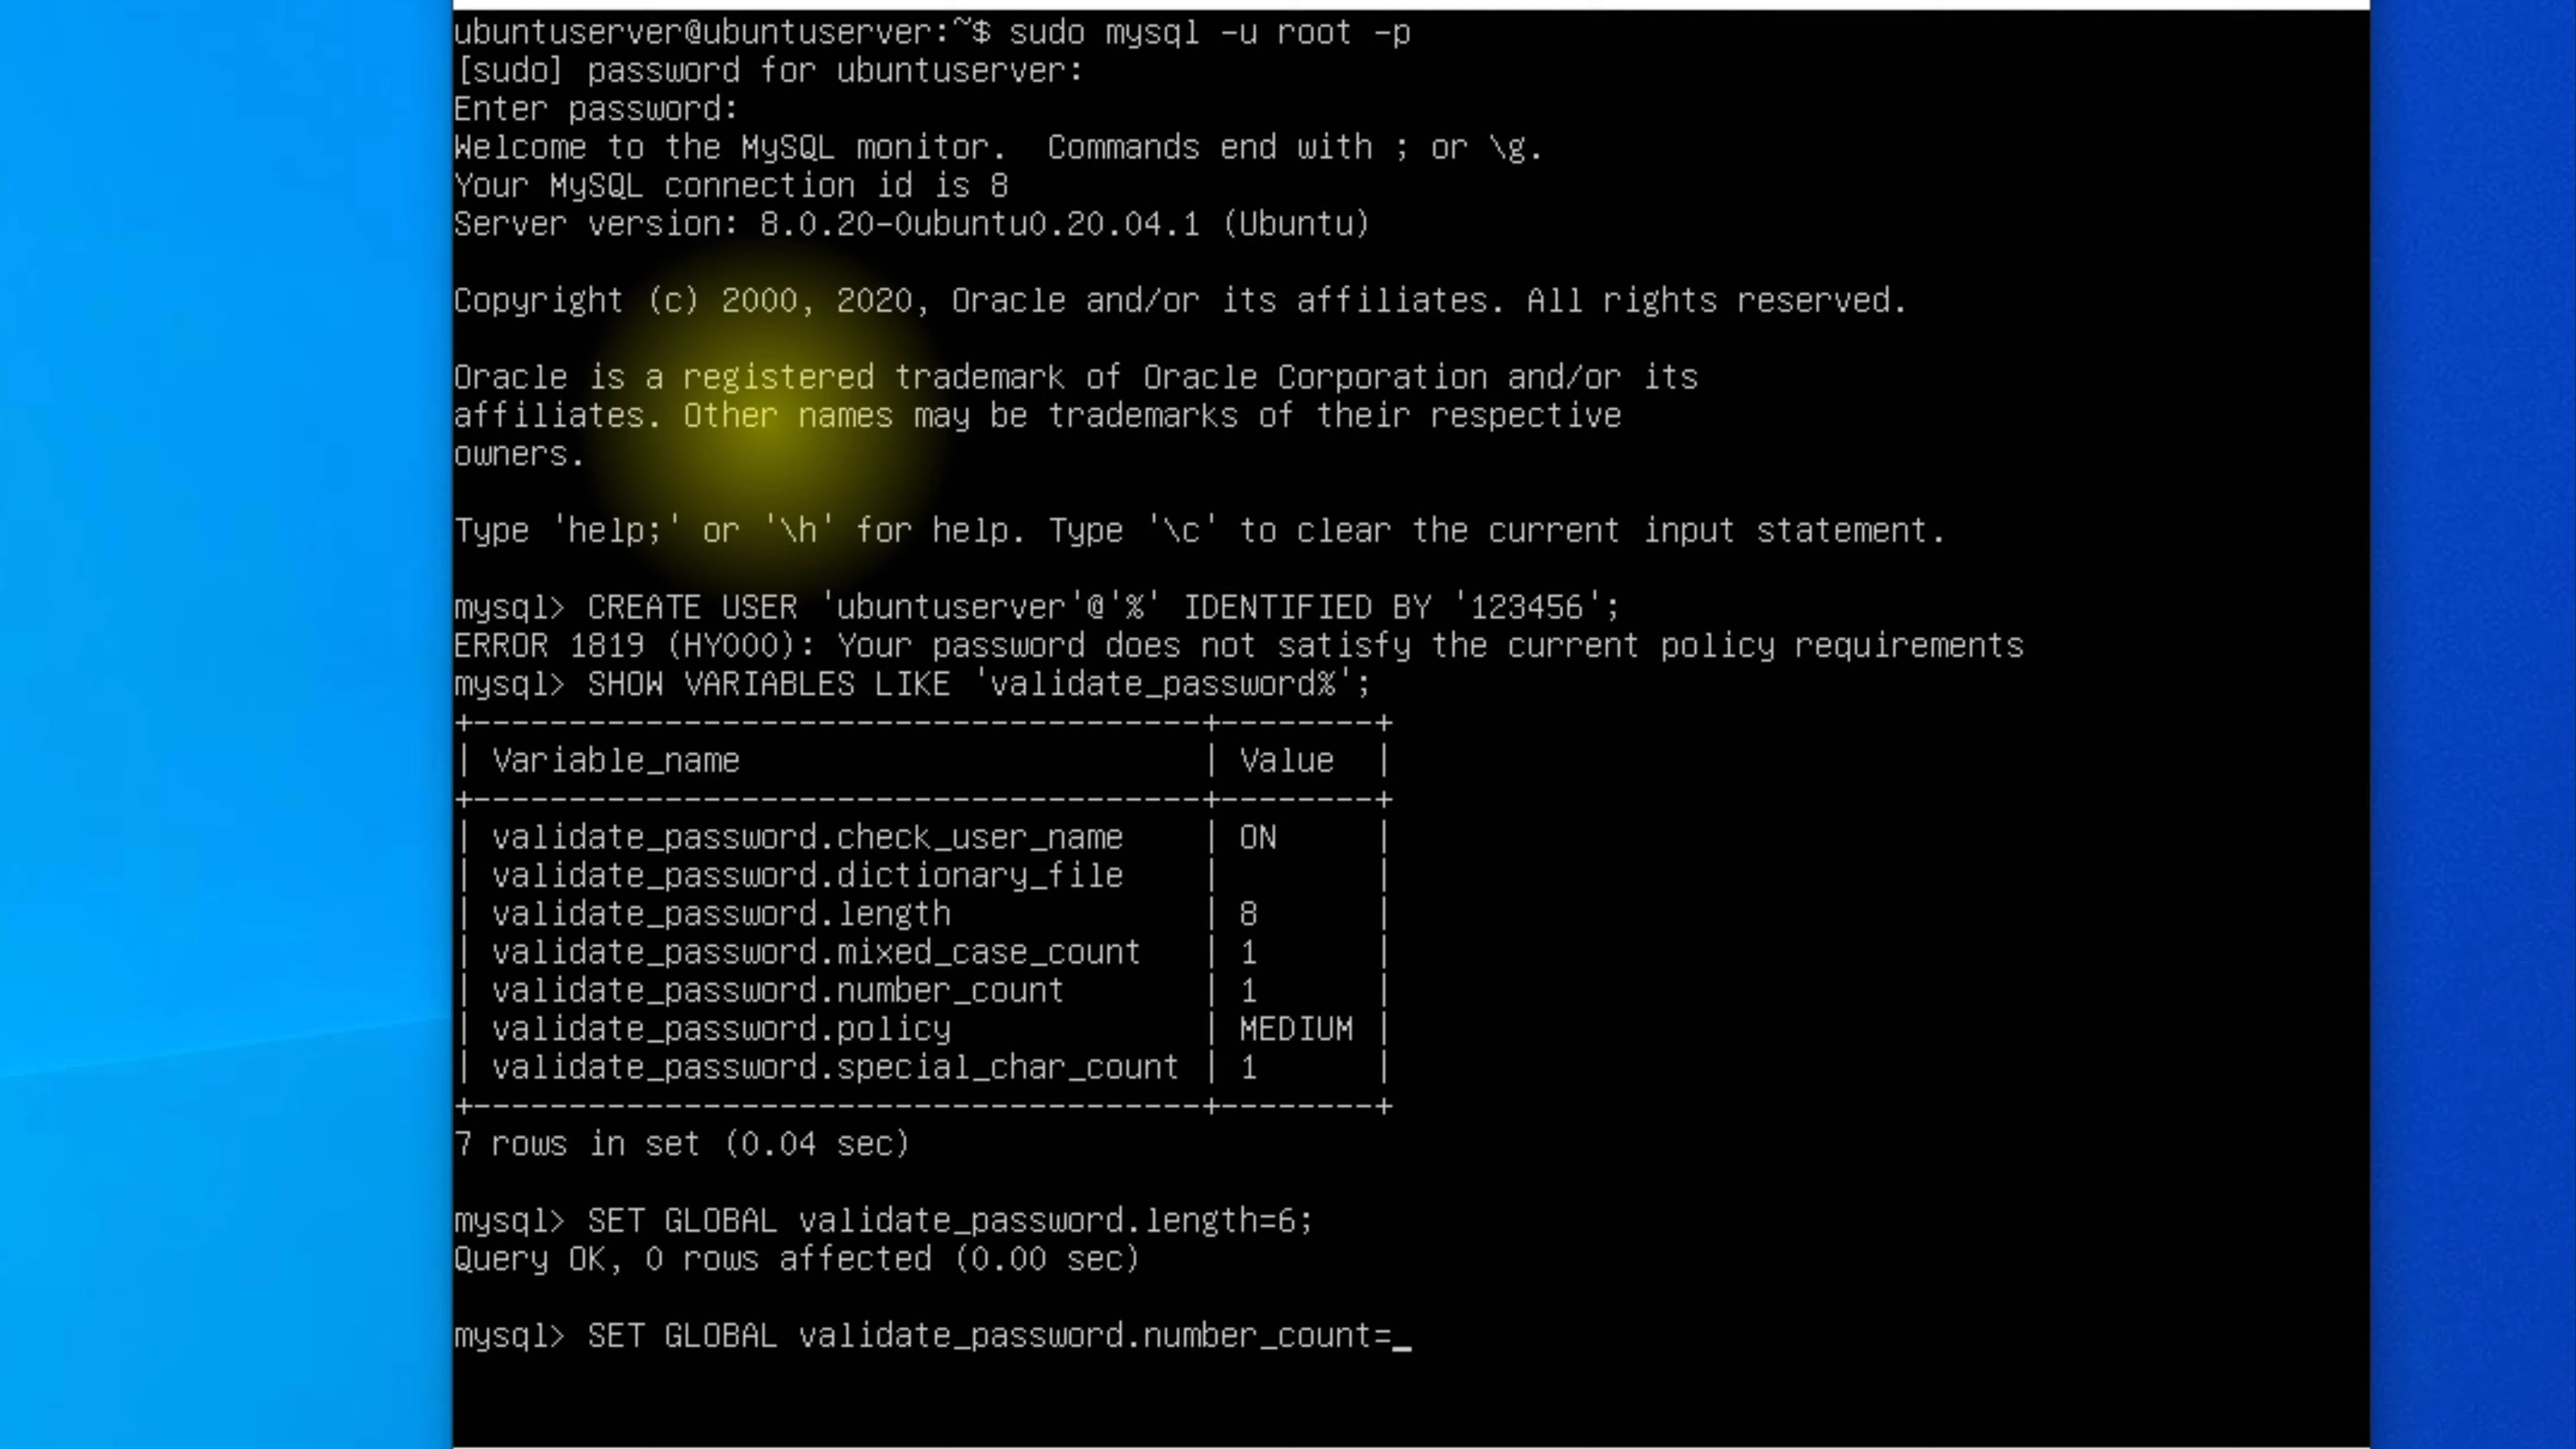 ubuntuserver@ubuntuserver:~$ sudo mysql -u root -p
[sudo] password for ubuntuserver:
Enter password:
Welcome to the MySQL monitor.  Commands end with ; or \g.
Your MySQL connection id is 8
Server version: 8.0.20-0ubuntu0.20.04.1 (Ubuntu)
Copyright (c) 2000, 2020, Oracle and/or its affiliates. All rights reserved.
Oracle is a registered trademark of Oracle Corporation and/or its
affiliates. Other names may be trademarks of their respective
owners.
Type 'help;' or '\h' for help. Type '\c' to clear the current input statement.
mysql> CREATE USER 'ubuntuserver'@'%' IDENTIFIED BY '123456';
ERROR 1819 (HY000): Your password does not satisfy the current policy requirements
mysql> SHOW VARIABLES LIKE 'validate_password%';
+--------------------------------------+--------+
| Variable_name                        | Value  |
+--------------------------------------+--------+
| validate_password.check_user_name    | ON     |
| validate_password.dictionary_file    |        |
| validate_password.length             | 8      |
| validate_password.mixed_case_count   | 1      |
| validate_password.number_count       | 1      |
| validate_password.policy             | MEDIUM |
| validate_password.special_char_count | 1      |
+--------------------------------------+--------+
7 rows in set (0.04 sec)
mysql> SET GLOBAL validate_password.length=6;
Query OK, 0 rows affected (0.00 sec)
mysql> SET GLOBAL validate_password.number_count=_